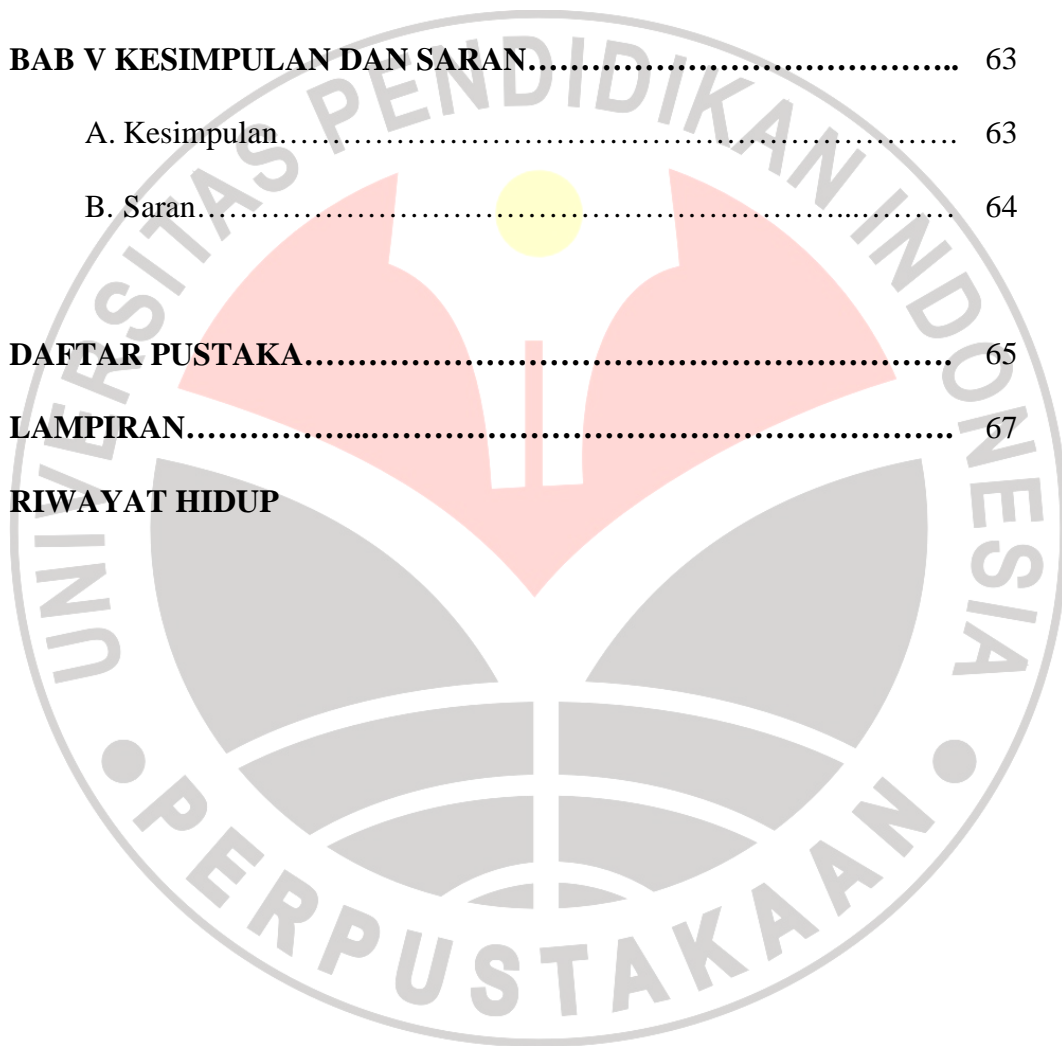 BAB V KESIMPULAN DAN SARAN………………………………….. 63
A. Kesimpulan………………………………………………………. 63
B. Saran…………………………………………………...……… 64
DAFTAR PUSTAKA……………………………………………………. 65
LAMPIRAN……………...………………………………………………. 67
RIWAYAT HIDUP
UNIVERSITAS PENDIDIKAN INDONESIA
PERPUSTAKAAN